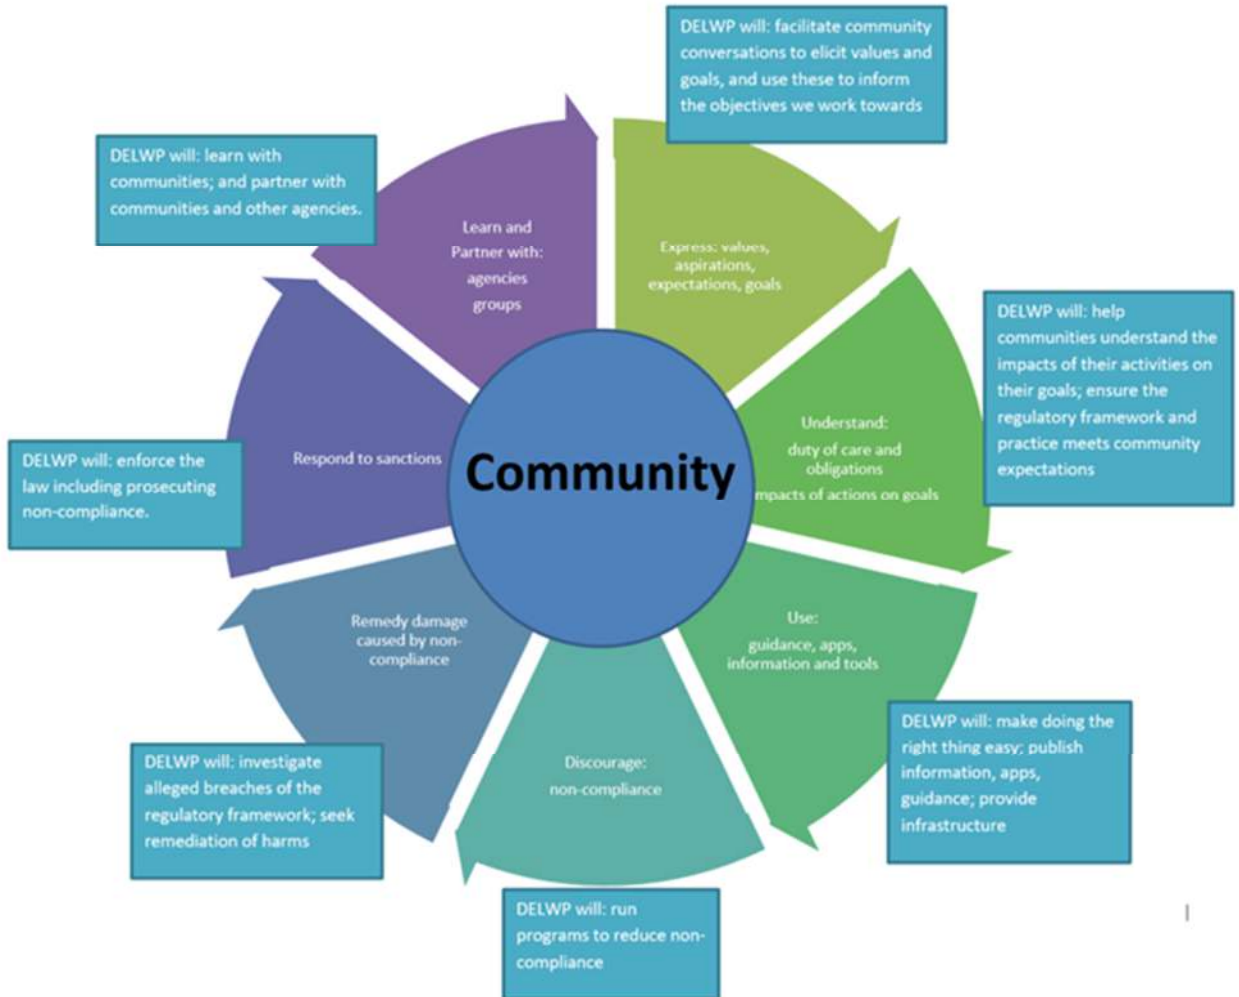 DELWP will: facilitate community
conversations to elicit values and
goals, and use these to inform
the objectives we work towards
DELWP will: learn with
communities; and partner with
communities and other agencies.
Learn and
Partner with:
agencies
groups
Express: values,
aspirations,
expectations, goals
DELWP will: help
communities understand the
impacts of their activities on
their goals; ensure the
regulatory framework and
practice meets community
expectations
Understand:
duty of care and
obligations
mpacts of actions on goals
Respond to sanctions
Community
DELWP will: enforce the
law including prosecuting
non-compliance.
Remedy damage
caused by non-
compliance
Use:
guidance, apps,
information and tools
DELWP will: make doing the
right thing easy; publish
information, apps,
guidance; provide
infrastructure
Discourage:
non-compliance
DELWP will: investigate
alleged breaches of the
regulatory framework; seek
remediation of harms
DELWP will: run
programs to reduce non-
compliance